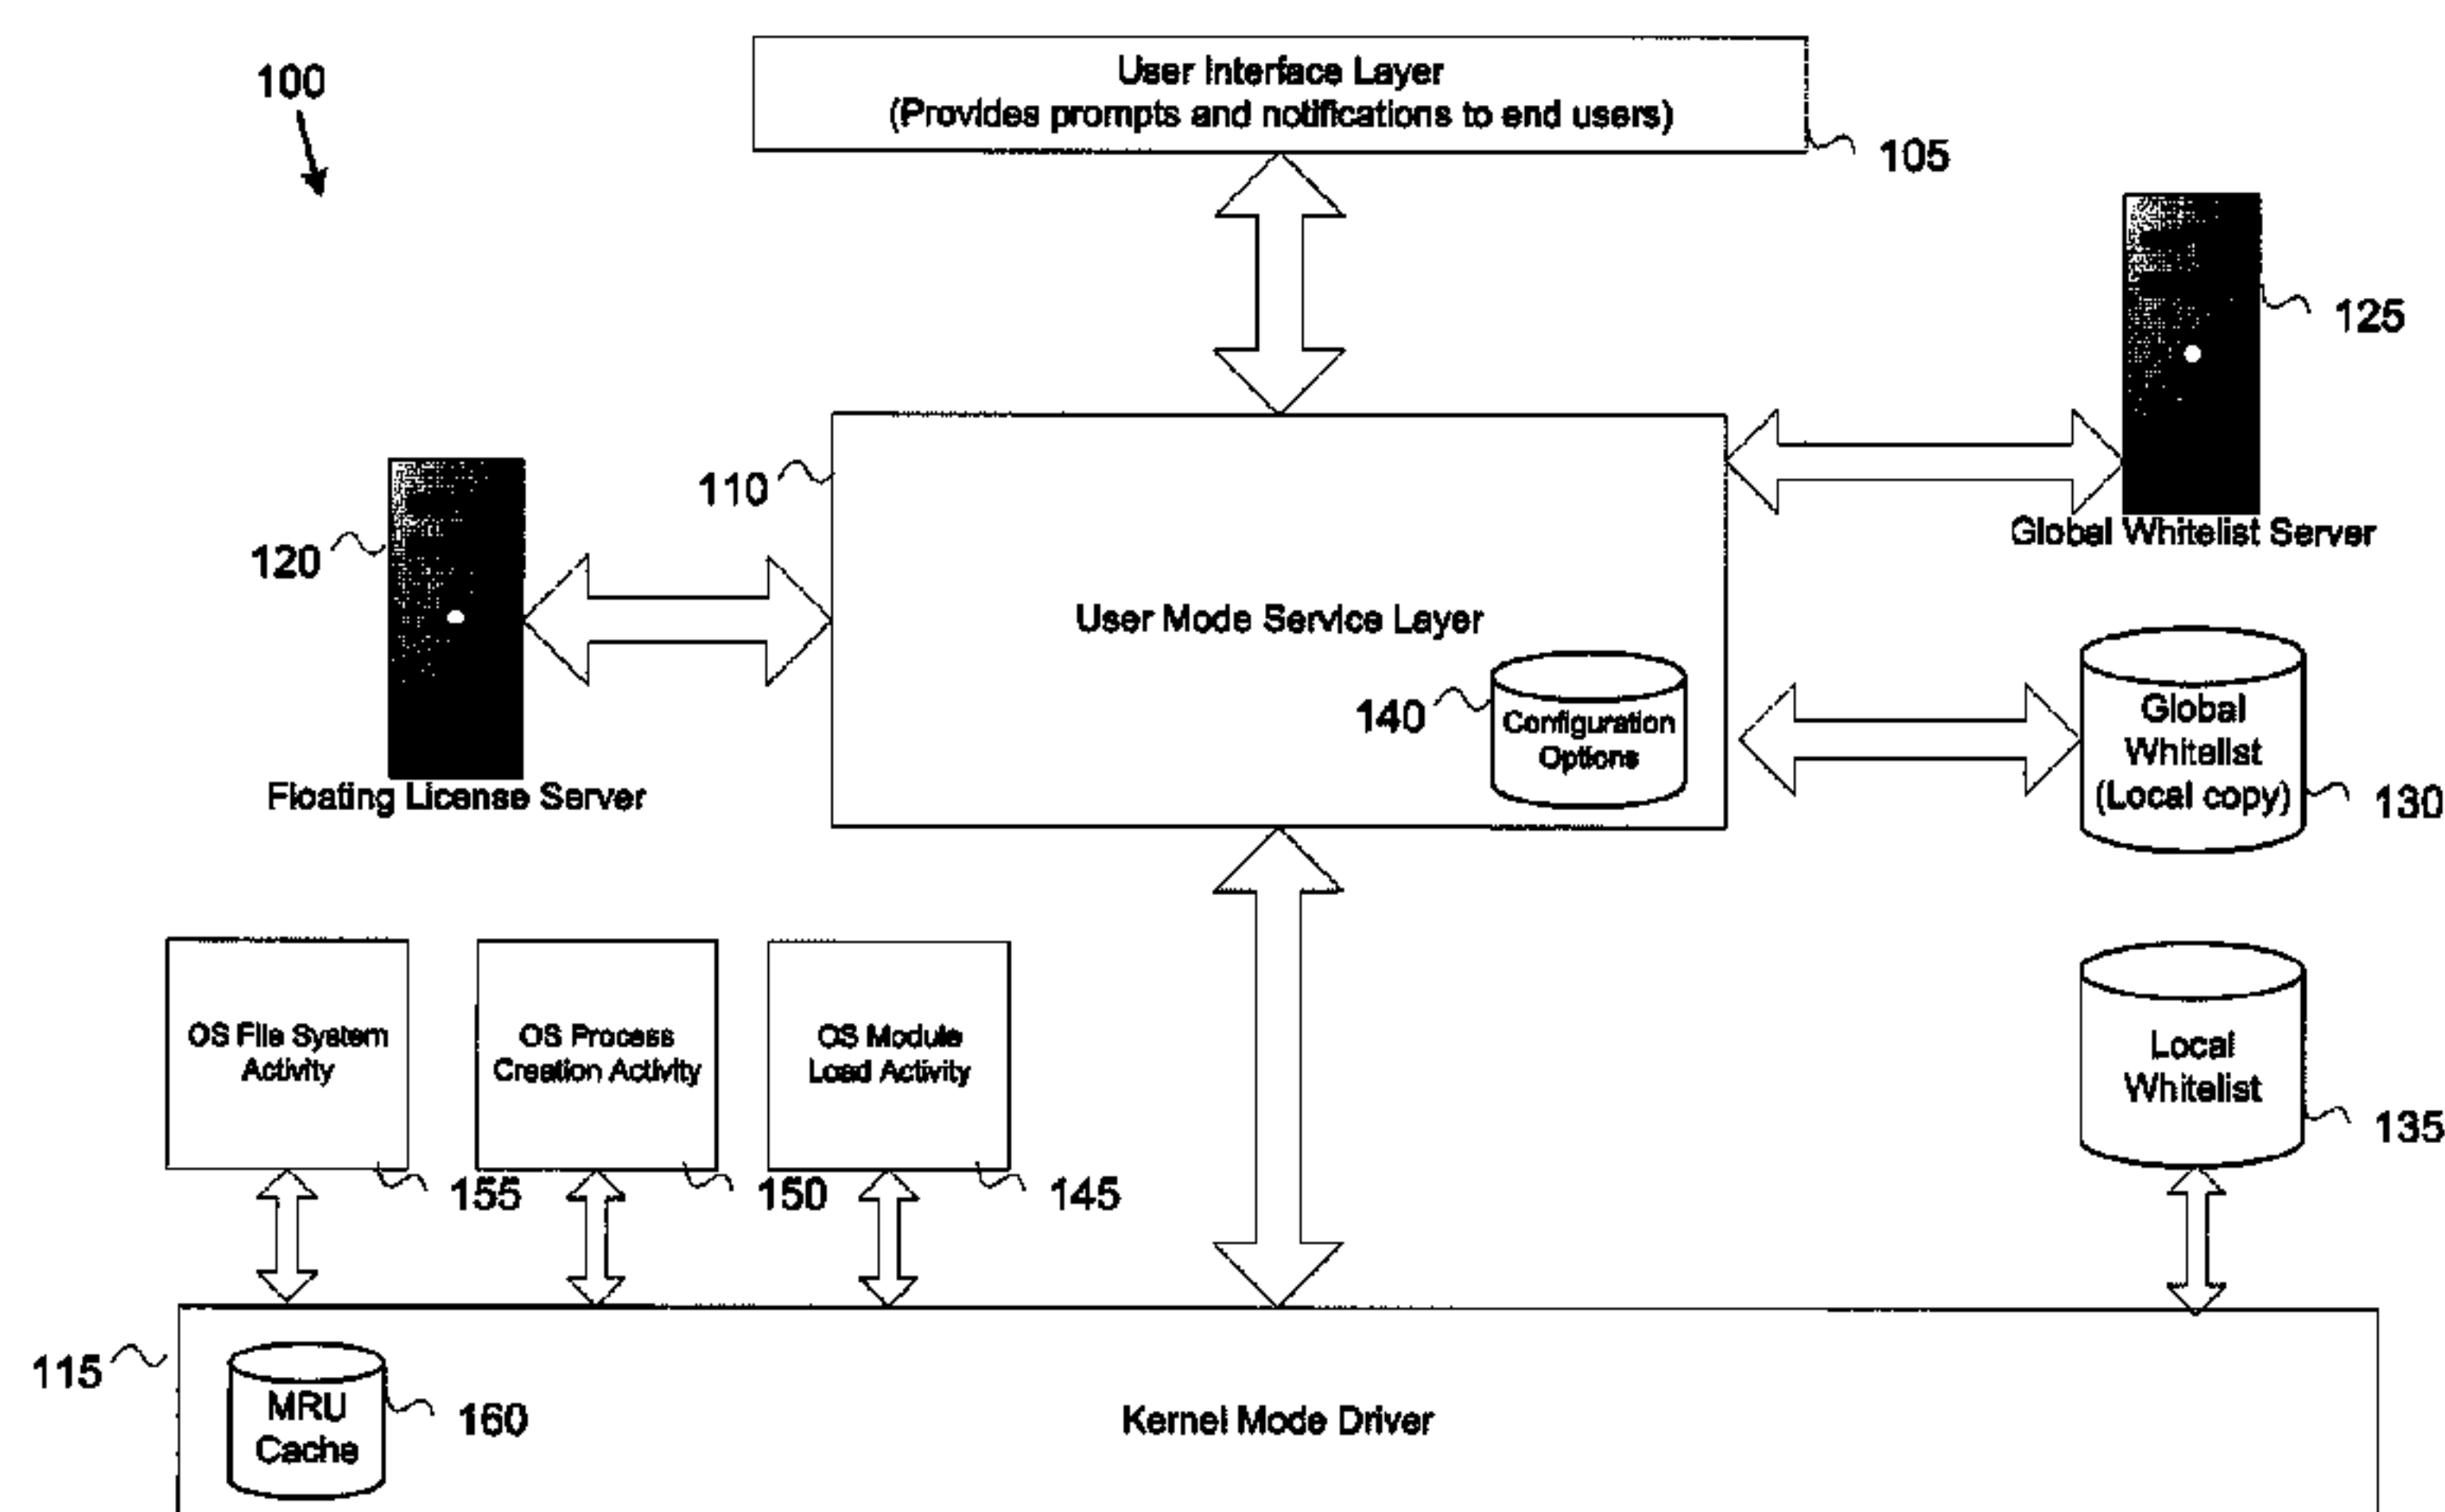 User Interface Layer
(Provides prompts and notifications to end users)
100
105
125
Global Whitelist Server
110
120
Floating License Server
User Mode Service Layer
140
Configuration
Options
Global
Whitelist
(Local copy)
130
OS File System
Activity
155
OS Process
Creation Activity
150
OS Module
Load Activity
145
Local
Whitelist
135
115
MRU
Cache
160
Kernel Mode Driver